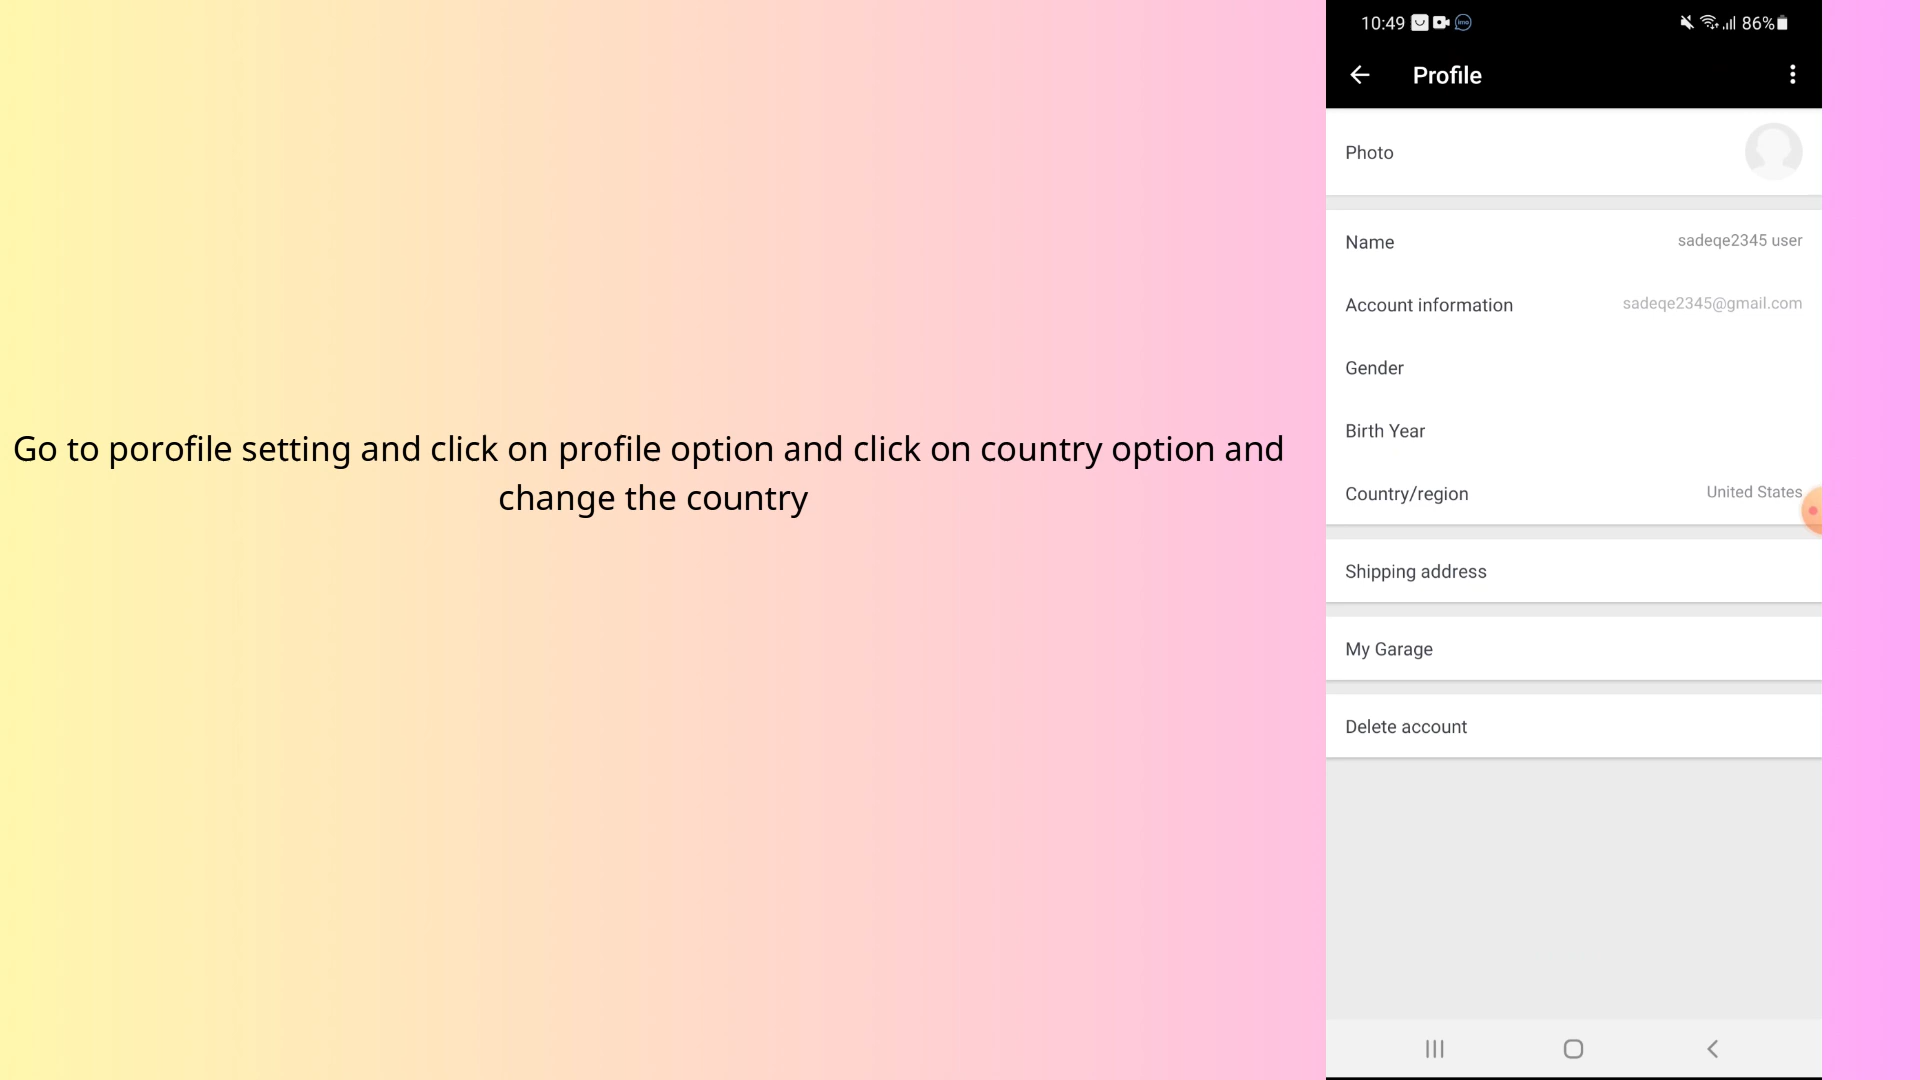 10:49
86%
Profile
Photo
Name
sadeqe2345 user
Account information
sadeqe2345@gmail.com
Gender
Birth Year
Country/region
United States
Shipping address
My Garage
Delete account
Go to porofile setting and click on profile option and click on country option and
change the country